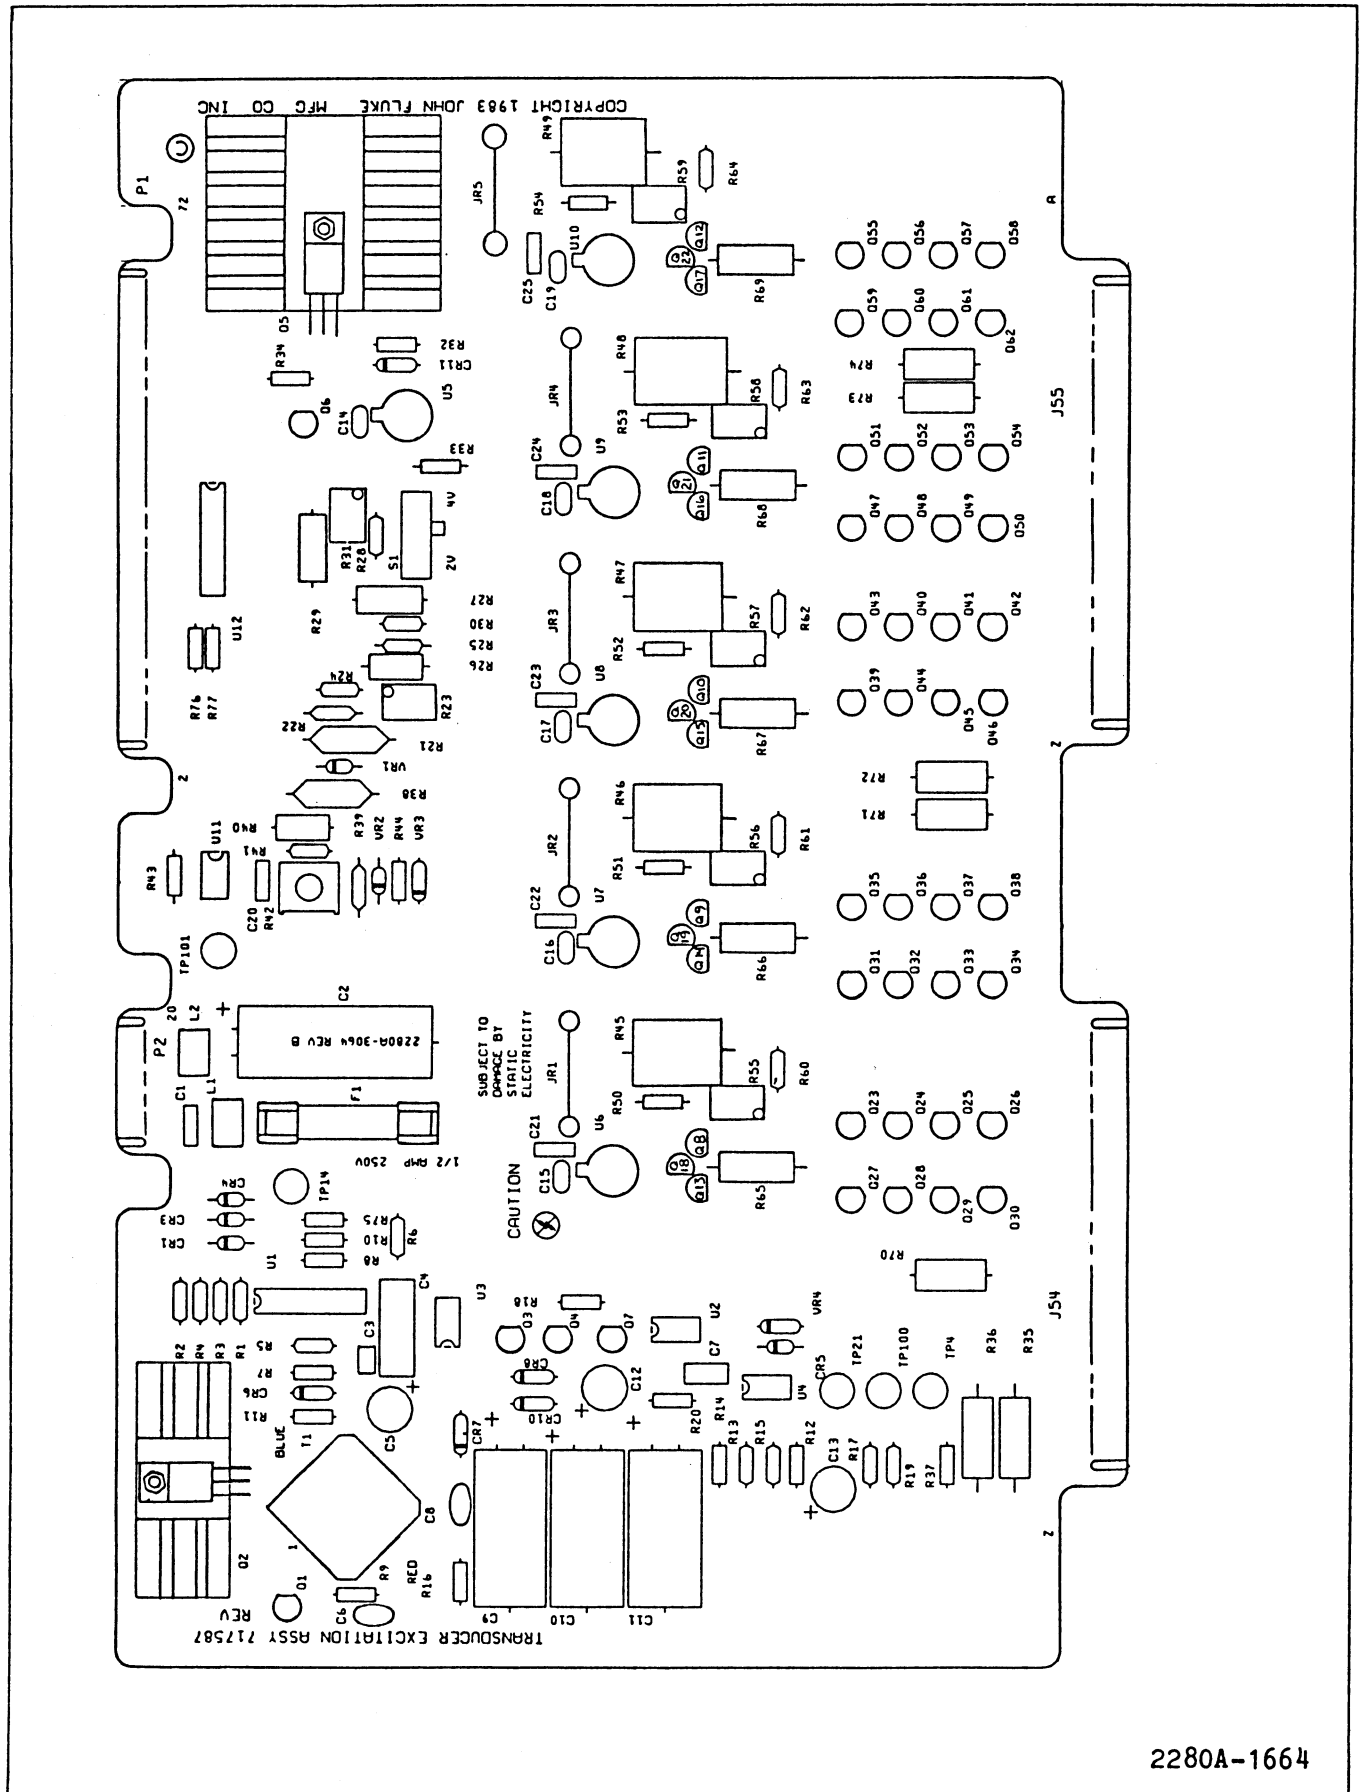 COPYRIGHT 1983 JOHN FLUKE MFG CO INC
P1
72
R49
R59
R64
JR5
R54
U10
Q12
Q22
Q17
C25
C19
R69
A
Q55
Q56
Q57
Q58
Q59
Q60
Q61
Q62
Q5
R34
R32
CR11
U5
Q6
C14
R33
R48
R58
R63
JR4
R53
C24
U9
C18
Q11
Q21
Q16
R68
R74
R73
J55
Q51
Q52
Q53
Q54
Q47
Q48
Q49
Q50
4V
2V
S1
R31
R28
R29
R27
R30
R25
R26
R24
R23
R22
R21
VR1
R38
U12
R76
R77
R47
R57
R62
JR3
R52
C23
U8
C17
Q10
Q20
Q15
R67
Q43
Q40
Q41
Q42
Q39
Q44
Q45
Q46
Z
2
R72
R71
R40
R41
R39
VR2
R44
VR3
U11
R43
C20
R42
TP101
R46
R56
R61
JR2
R51
C22
U7
C16
Q9
Q19
Q14
R66
Q35
Q36
Q37
Q38
Q31
Q32
Q33
Q34
20
L2
P2
C1
L1
+
C2
2280A-3064 REV B
F1
1/2 AMP 250V
SUBJECT TO
DAMAGE BY
STATIC
ELECTRICITY
CAUTION
JR1
R45
R55
R60
R50
C21
U6
C15
Q8
Q18
Q13
R65
Q23
Q24
Q25
Q26
Q27
Q28
Q29
Q30
TP14
CR4
CR3
CR1
R75
R10
R8
R6
U1
C4
U3
R2
R4
R3
R1
R5
R7
CR6
R11
C3
+
C5
BLUE
T1
1
R18
Q3
Q4
Q7
U2
VR4
CR8
CR10
C12
+
C7
U4
CR5
TP21
TP100
TP4
R36
R35
J54
R70
CR7
+
+
+
R20
R14
R13
R15
R12
C13
+
R17
R19
R37
Z
C8
Q2
Q1
R9
RED
R16
C6
C9
C10
C11
REV
TRANSDUCER EXCITATION ASSY 717587
2280A-1664